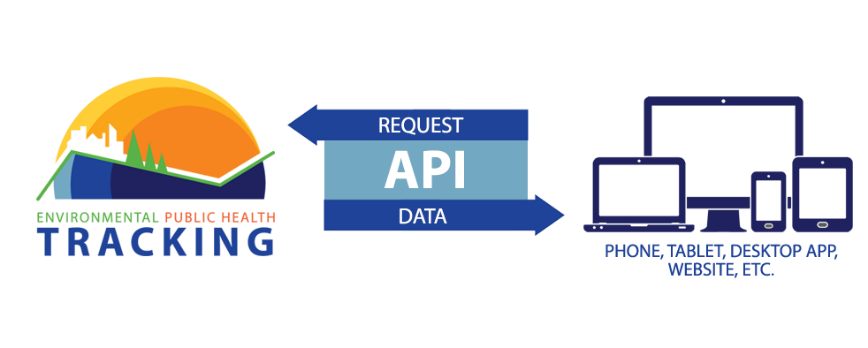 ENVIRONMENTAL PUBLIC HEALTH
TRACKING
REQUEST
API
DATA
PHONE, TABLET, DESKTOP APP,
WEBSITE, ETC.